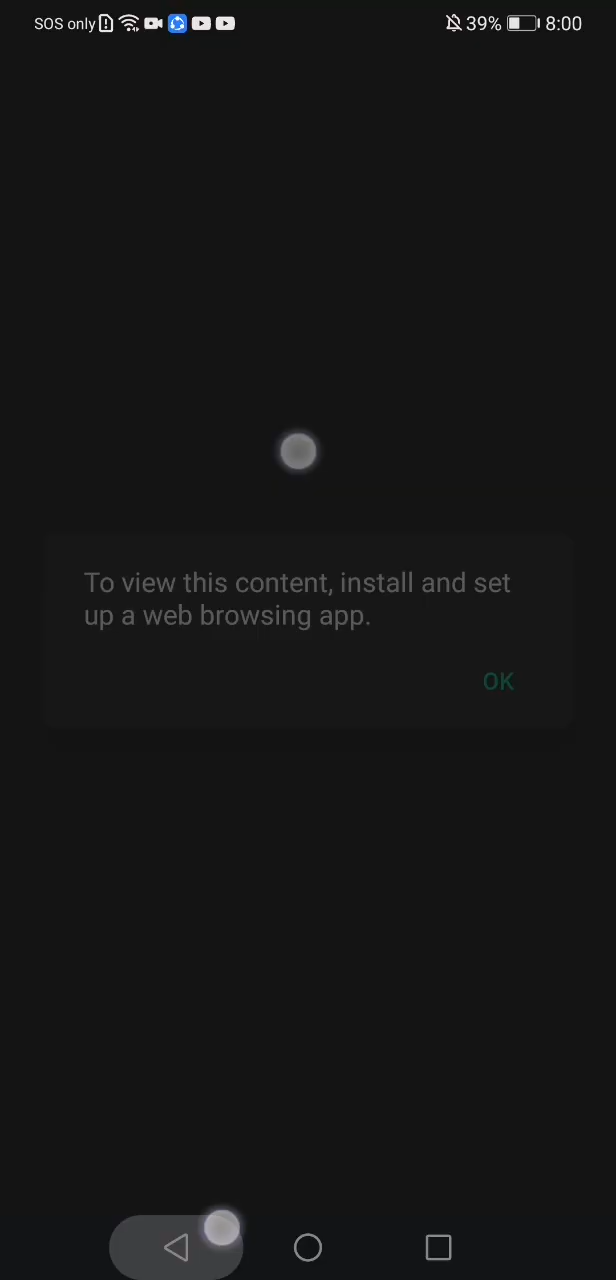 SOS only 39% 8:00
To view this content, install and set
up a web browsing app.
OK